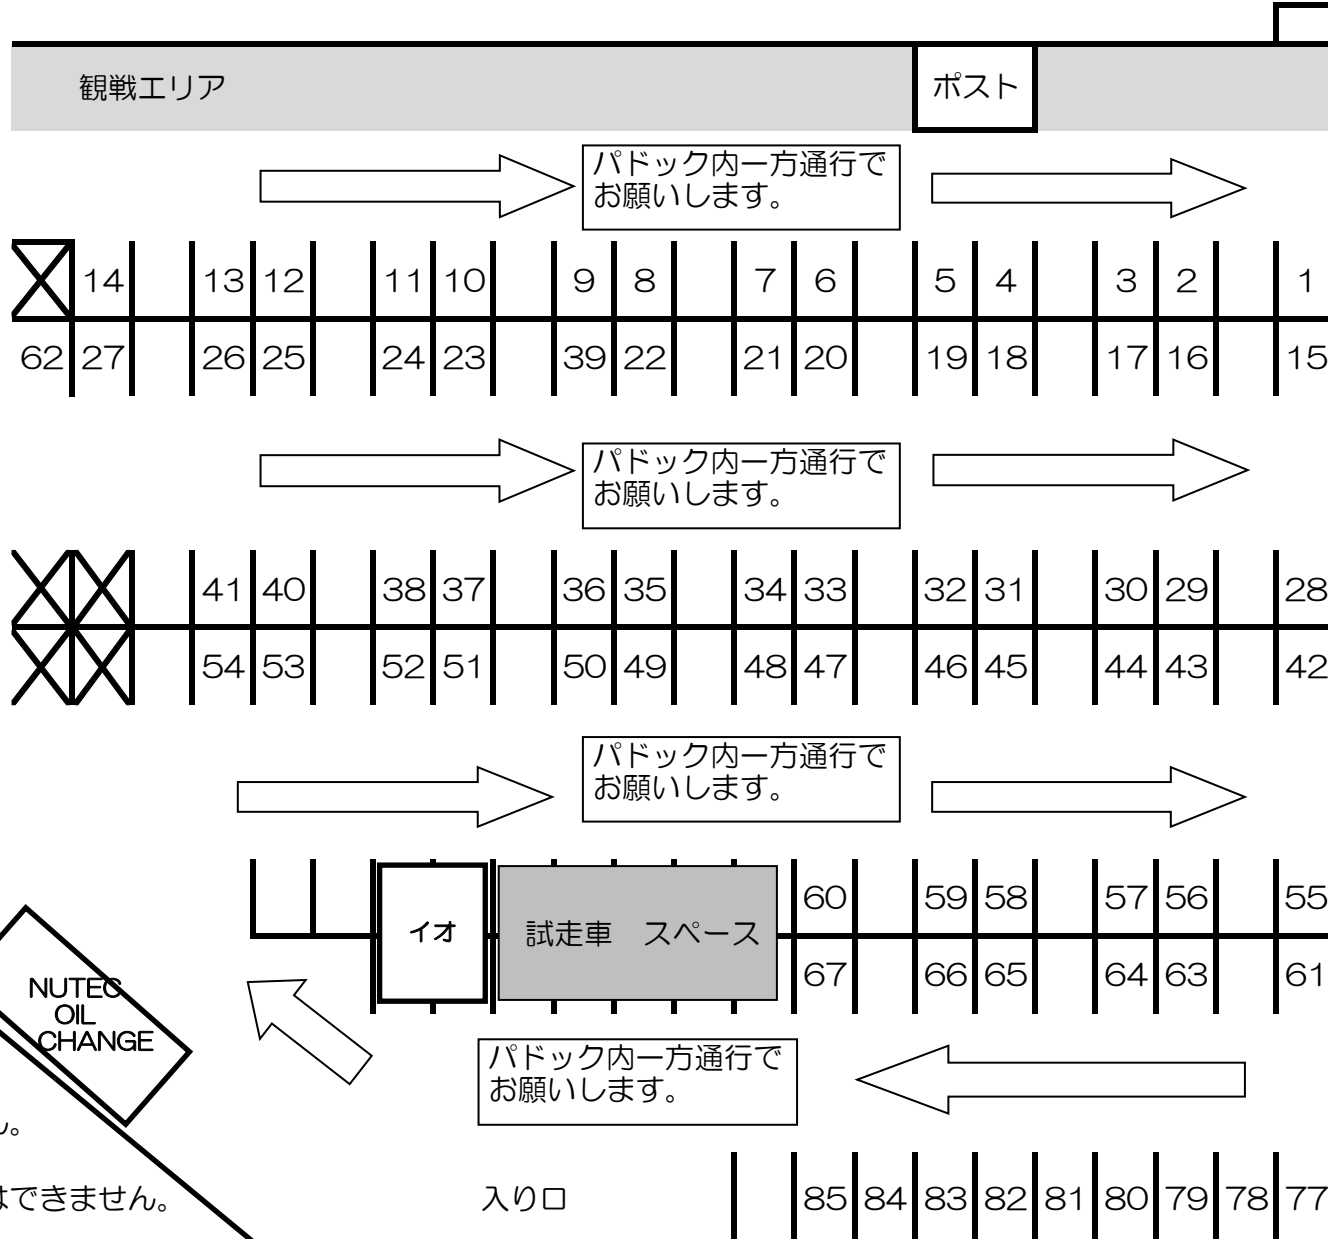 観戦エリア
ポスト
パドック内一方通行で
お願いします。
14 13 12 11 10 9 8 7 6 5 4 3 2 1
62 27 26 25 24 23 39 22 21 20 19 18 17 16 15
パドック内一方通行で
お願いします。
41 40 38 37 36 35 34 33 32 31 30 29 28
54 53 52 51 50 49 48 47 46 45 44 43 42
パドック内一方通行で
お願いします。
60 59 58 57 56 55
イオ
試走車　スペース
67 66 65 64 63 61
NUTEC
OIL
CHANGE
パドック内一方通行で
お願いします。
ん。
はできません。
入り口
85 84 83 82 81 80 79 78 77